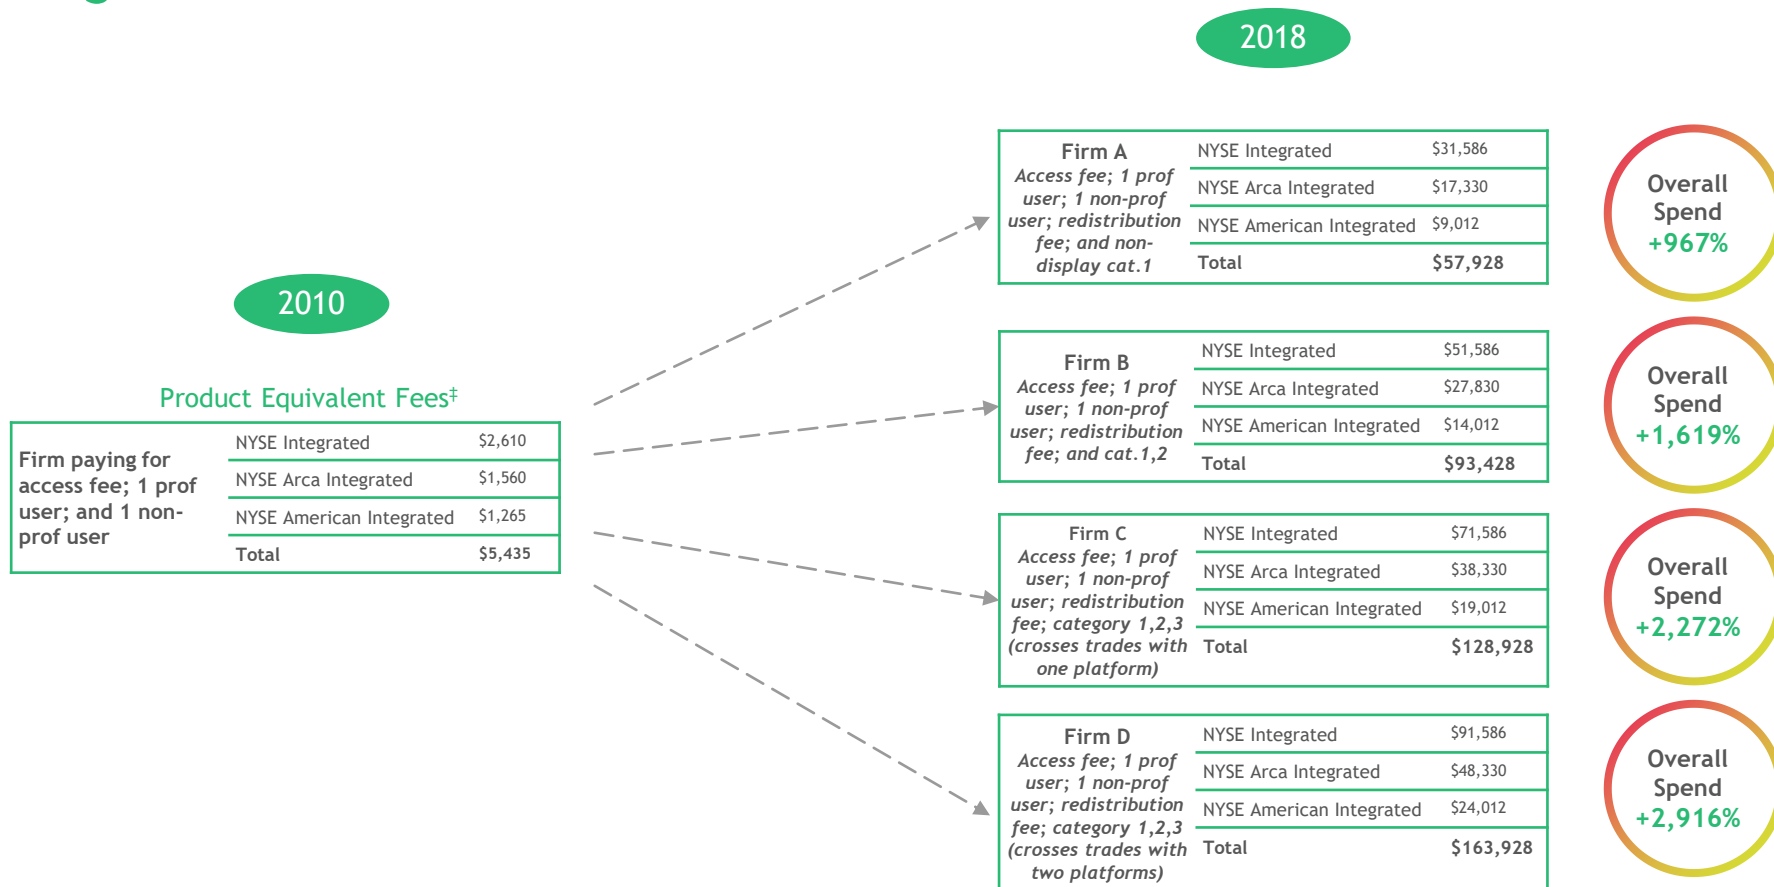 2018
2010
Product Equivalent Fees‡
Firm paying for
access fee; 1 prof
user; and 1 non-
prof user
NYSE Integrated $2,610
NYSE Arca Integrated $1,560
NYSE American Integrated $1,265
Total $5,435
Firm A
Access fee; 1 prof
user; 1 non-prof
user; redistribution
fee; and non-
display cat.1
NYSE Integrated $31,586
NYSE Arca Integrated $17,330
NYSE American Integrated $9,012
Total $57,928
Overall
Spend
+967%
Firm B
Access fee; 1 prof
user; 1 non-prof
user; redistribution
fee; and cat.1,2
NYSE Integrated $51,586
NYSE Arca Integrated $27,830
NYSE American Integrated $14,012
Total $93,428
Overall
Spend
+1,619%
Firm C
Access fee; 1 prof
user; 1 non-prof
user; redistribution
fee; category 1,2,3
(crosses trades with
one platform)
NYSE Integrated $71,586
NYSE Arca Integrated $38,330
NYSE American Integrated $19,012
Total $128,928
Overall
Spend
+2,272%
Firm D
Access fee; 1 prof
user; 1 non-prof
user; redistribution
fee; category 1,2,3
(crosses trades with
two platforms)
NYSE Integrated $91,586
NYSE Arca Integrated $48,330
NYSE American Integrated $24,012
Total $163,928
Overall
Spend
+2,916%